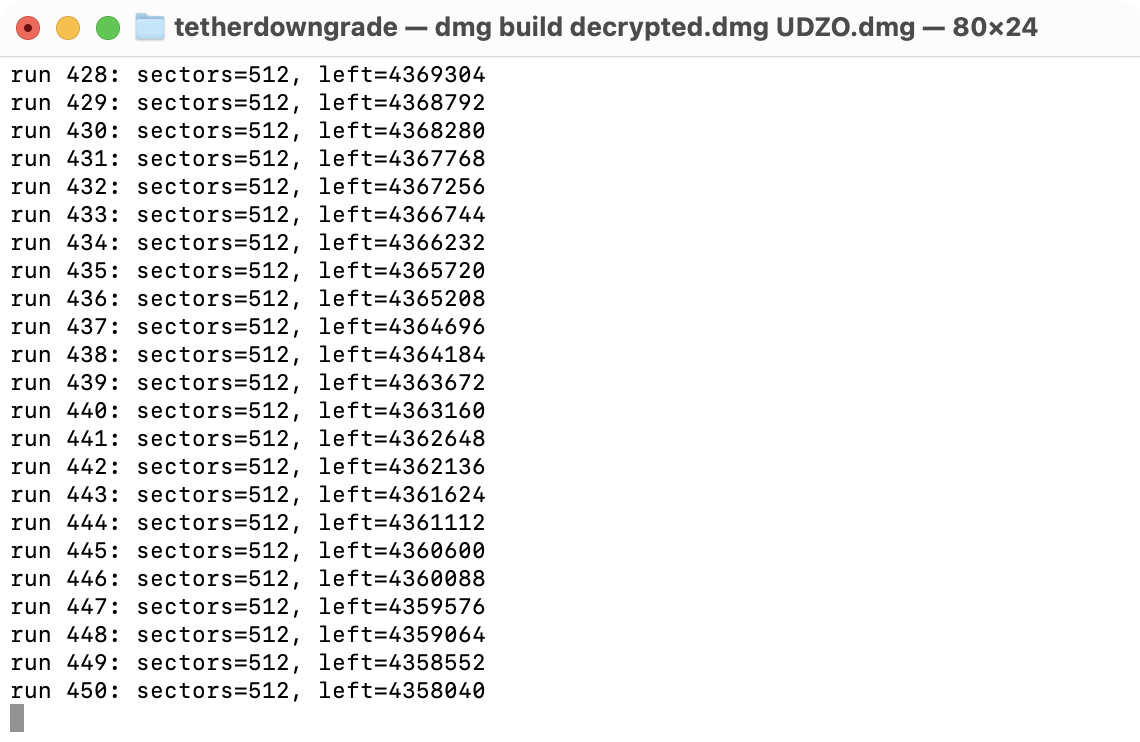 tetherdowngrade — dmg build decrypted.dmg UDZO.dmg — 80×24
run 428: sectors=512, left=4369304
run 429: sectors=512, left=4368792
run 430: sectors=512, left=4368280
run 431: sectors=512, left=4367768
run 432: sectors=512, left=4367256
run 433: sectors=512, left=4366744
run 434: sectors=512, left=4366232
run 435: sectors=512, left=4365720
run 436: sectors=512, left=4365208
run 437: sectors=512, left=4364696
run 438: sectors=512, left=4364184
run 439: sectors=512, left=4363672
run 440: sectors=512, left=4363160
run 441: sectors=512, left=4362648
run 442: sectors=512, left=4362136
run 443: sectors=512, left=4361624
run 444: sectors=512, left=4361112
run 445: sectors=512, left=4360600
run 446: sectors=512, left=4360088
run 447: sectors=512, left=4359576
run 448: sectors=512, left=4359064
run 449: sectors=512, left=4358552
run 450: sectors=512, left=4358040